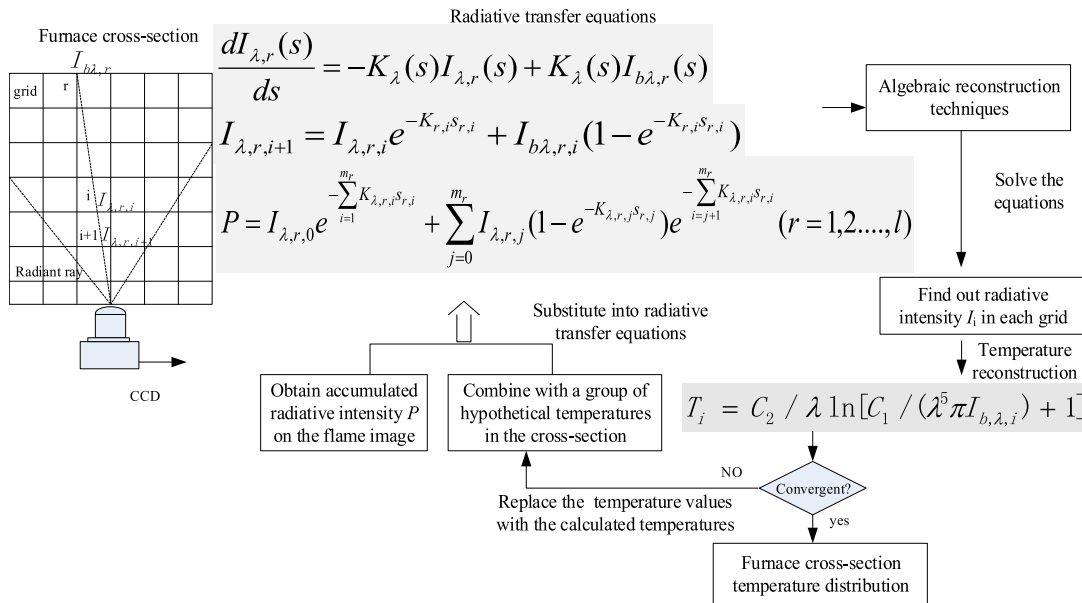 Radiative transfer equations
Furnace cross-section
I_{bλ,r}
grid
r
i
I_{λ,r,i}
i+1
I_{λ,r,i+1}
Radiant ray
CCD
dI_{λ,r}(s)/ds = −K_λ(s)I_{λ,r}(s) + K_λ(s)I_{bλ,r}(s)
I_{λ,r,i+1} = I_{λ,r,i}e^{−K_{r,i}s_{r,i}} + I_{bλ,r,i}(1 − e^{−K_{r,i}s_{r,i}})
P = I_{λ,r,0}e^{−∑_{i=1}^{m_r}K_{λ,r,i}s_{r,i}} + ∑_{j=0}^{m_r}I_{λ,r,j}(1−e^{−K_{λ,r,j}s_{r,j}})e^{−∑_{i=j+1}^{m_r}K_{λ,r,i}s_{r,i}} (r = 1,2....,l)
Algebraic reconstruction
techniques
Solve the
equations
Find out radiative
intensity I_i in each grid
Temperature
reconstruction
Substitute into radiative
transfer equations
Obtain accumulated
radiative intensity P
on the flame image
Combine with a group of
hypothetical temperatures
in the cross-section
T_i = C_2 / λ ln[C_1 / (λ^5 πI_{b,λ,i}) + 1]
NO
Convergent?
Replace the temperature values
with the calculated temperatures
yes
Furnace cross-section
temperature distribution